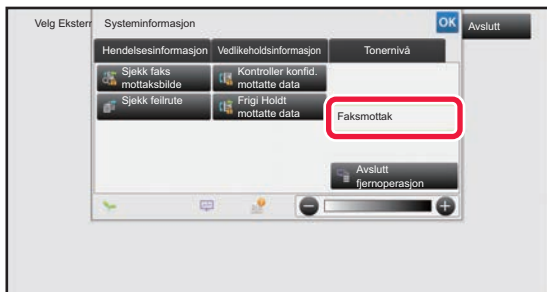 Velg Ekstern
Systeminformasjon
OK
Avslutt
Hendelsesinformasjon
Vedlikeholdsinformasjon
Tonernivå
Sjekk faks
mottaksbilde
Kontroller konfid.
mottatte data
Sjekk feilrute
Frigi Holdt
mottatte data
Faksmottak
Avslutt
fjernoperasjon